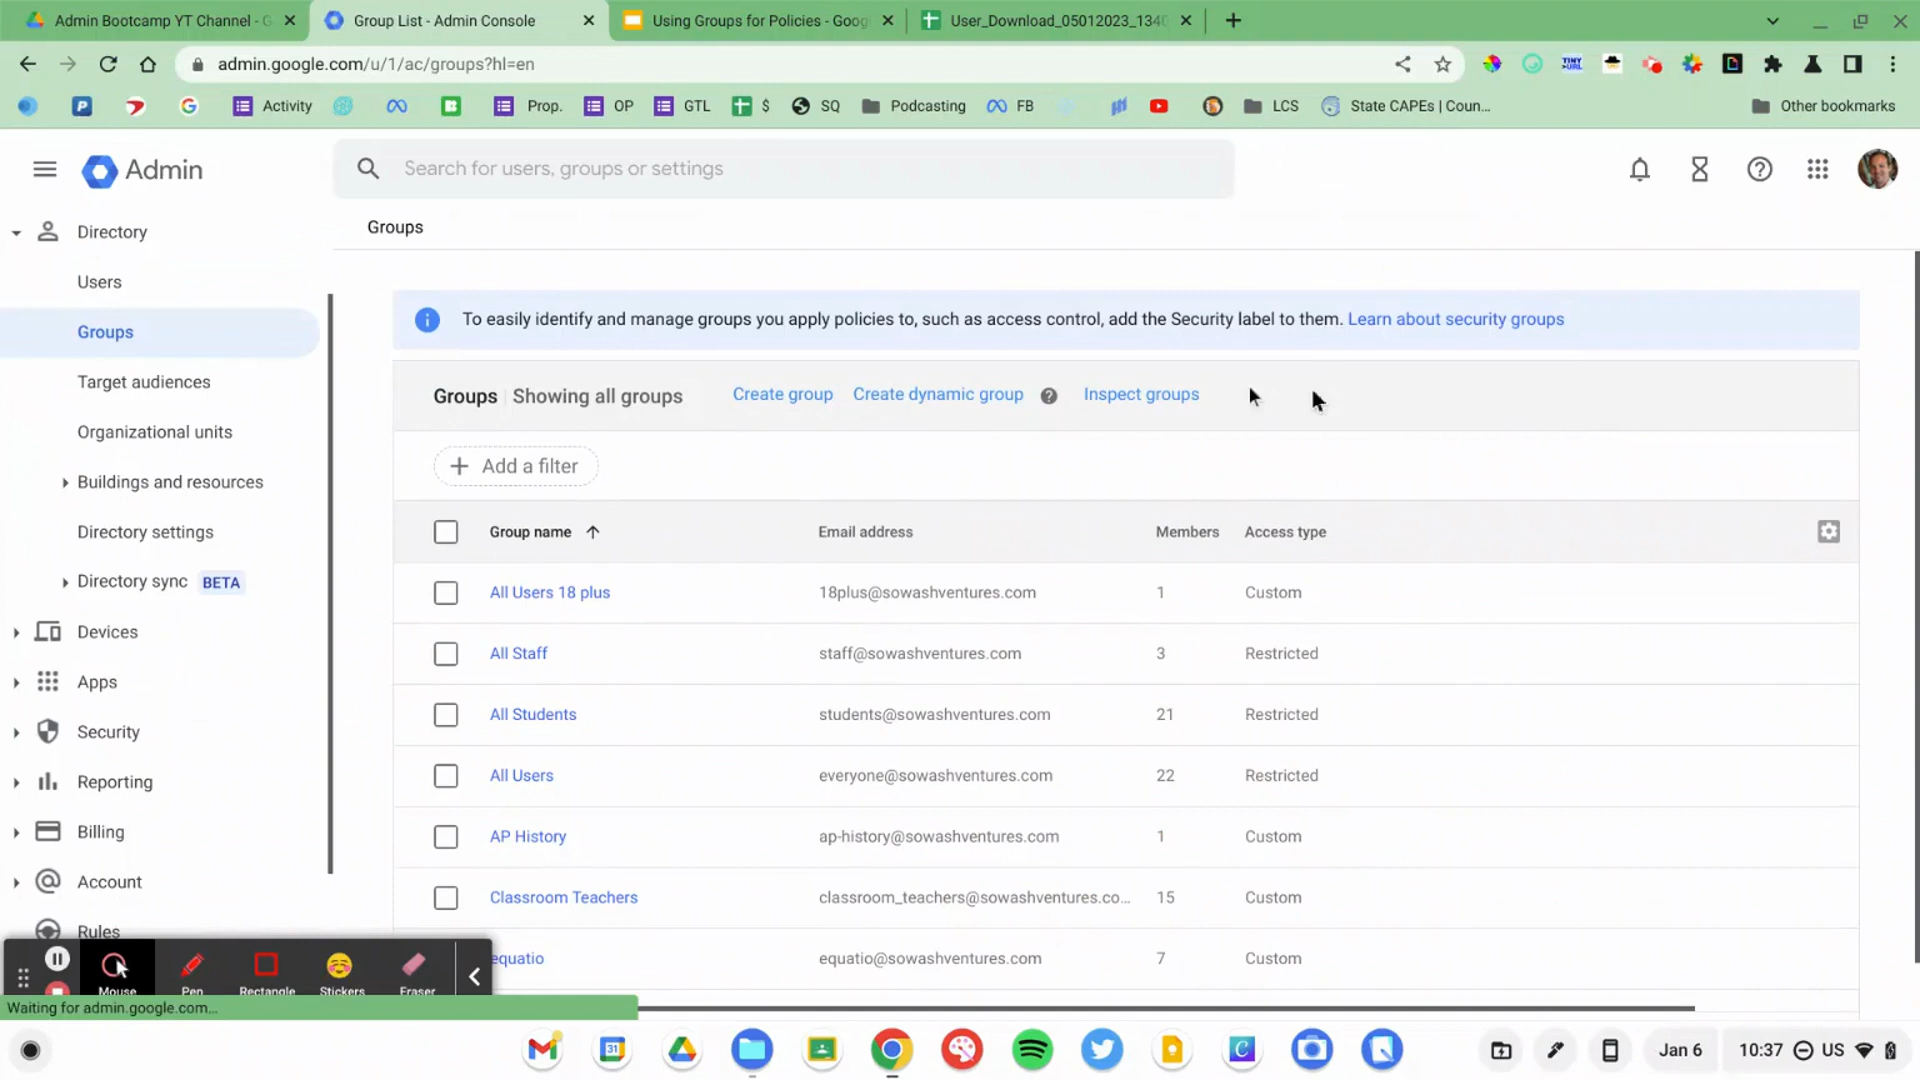 Admin Bootcamp YT Channel - G
Group List - Admin Console
Using Groups for Policies - Goog
User_Download_05012023_1340
admin.google.com/u/1/ac/groups?hl=en
TINY URL
Activity
Prop.
OP
GTL
$
SQ
Podcasting
FB
LCS
State CAPEs | Coun...
Other bookmarks
Admin
Search for users, groups or settings
Directory
Users
Groups
Target audiences
Organizational units
Buildings and resources
Directory settings
Directory sync BETA
Devices
Apps
Security
Reporting
Billing
Account
Rules
Groups
To easily identify and manage groups you apply policies to, such as access control, add the Security label to them. Learn about security groups
Groups Showing all groups Create group Create dynamic group Inspect groups
Add a filter
Group name Email address Members Access type
All Users 18 plus 18plus@sowashventures.com 1 Custom
All Staff staff@sowashventures.com 3 Restricted
All Students students@sowashventures.com 21 Restricted
All Users everyone@sowashventures.com 22 Restricted
AP History ap-history@sowashventures.com 1 Custom
Classroom Teachers classroom_teachers@sowashventures.co... 15 Custom
equatio equatio@sowashventures.com 7 Custom
Mouse Pen Rectangle Stickers Eraser
Waiting for admin.google.com...
31
Jan 6
10:37 US